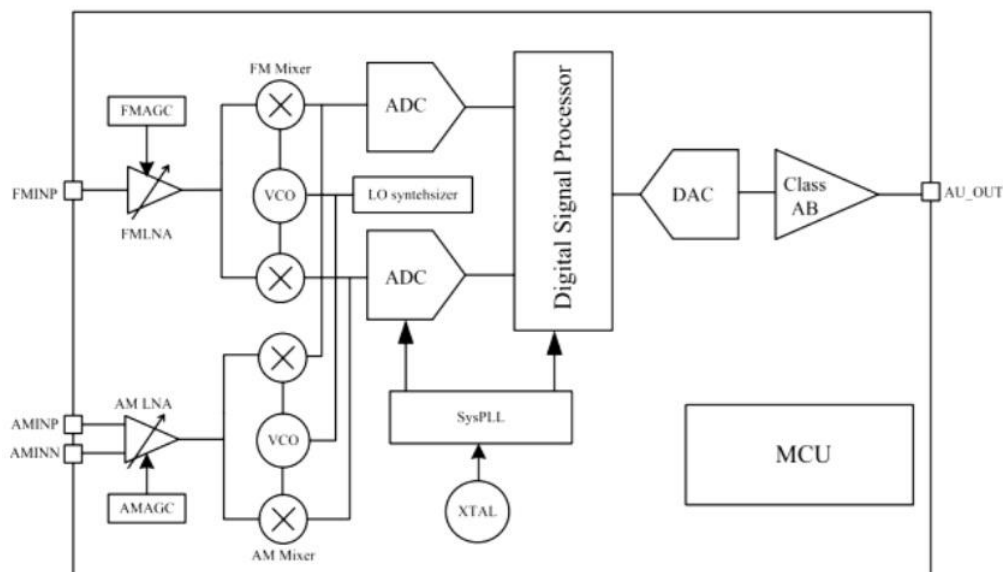 FM Mixer
FMAGC
ADC
FMINP
FMLNA
VCO
LO syntehsizer
ADC
Digital Signal Processor
DAC
Class
AB
AU_OUT
AMINP
AM LNA
AMINN
VCO
AMAGC
AM Mixer
SysPLL
XTAL
MCU